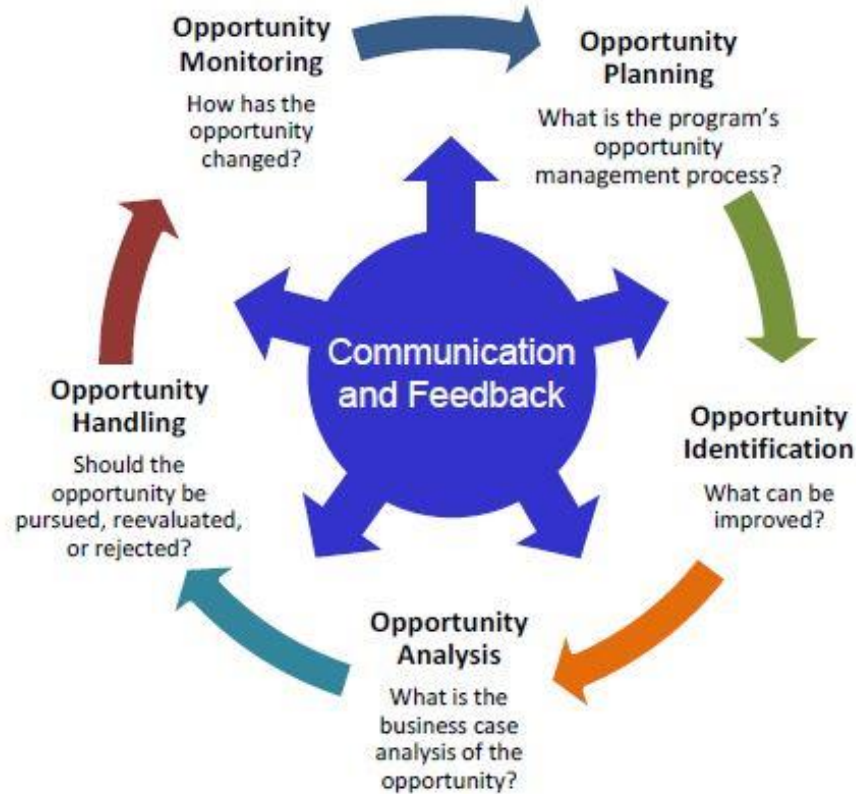 Opportunity
Monitoring
How has the
opportunity
changed?
Opportunity
Planning
What is the program’s
opportunity
management process?
Communication
and Feedback
Opportunity
Handling
Should the
opportunity be
pursued, reevaluated,
or rejected?
Opportunity
Identification
What can be
improved?
Opportunity
Analysis
What is the
business case
analysis of the
opportunity?